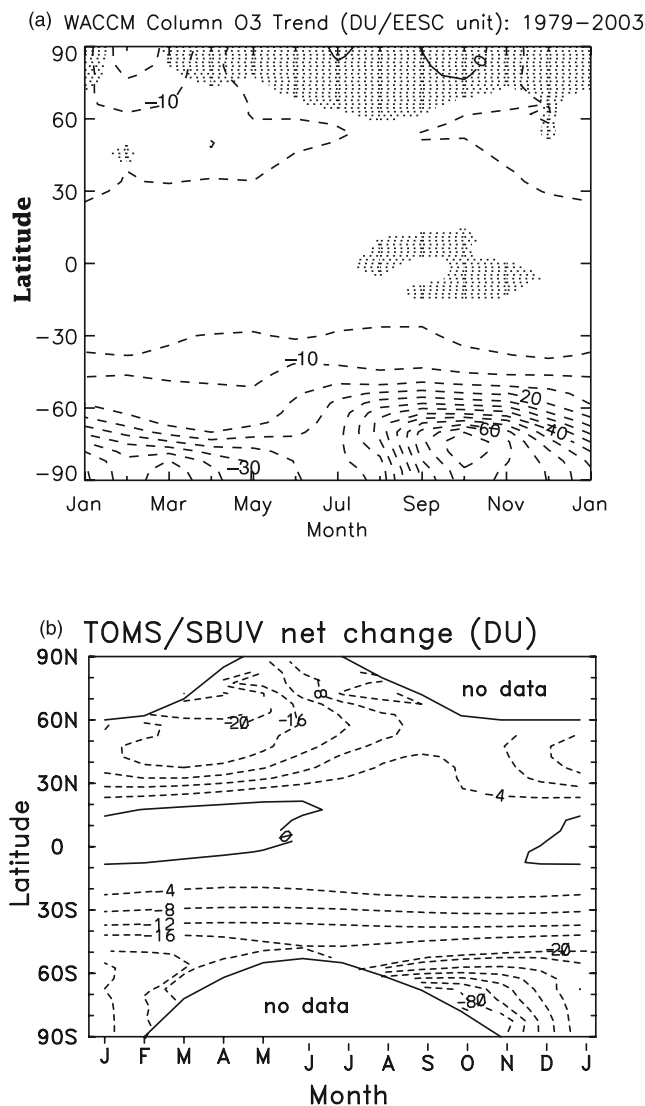 (a) WACCM Column O3 Trend (DU/EESC unit): 1979−2003
90
60
30
0
−30
−60
−90
Latitude
0
−10
−10
20
−60
40
−30
Jan Mar May Jul Sep Nov Jan
Month
(b) TOMS/SBUV net change (DU)
90N
60N
30N
0
30S
60S
90S
Latitude
no data
8
−20
−16
4
0
4
−8
−12
−16
−20
−80
no data
J F M A M J J A S O N D J
Month